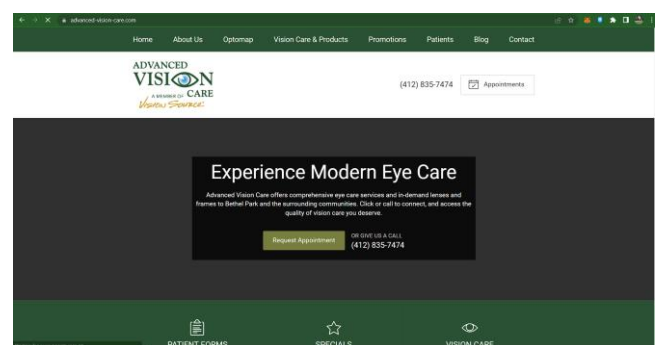 advanced-vision-care.com
Home About Us Optomap Vision Care & Products Promotions Patients Blog Contact
ADVANCED
VISION
A MEMBER OF CARE
Vision Source
(412) 835-7474 Appointments
Experience Modern Eye Care
Advanced Vision Care offers comprehensive eye care services and in-demand lenses and
frames to Bethel Park and the surrounding communities. Click or call to connect, and access the
quality of vision care you deserve.
Request Appointment
OR GIVE US A CALL
(412) 835-7474
PATIENT FORMS SPECIALS VISION CARE